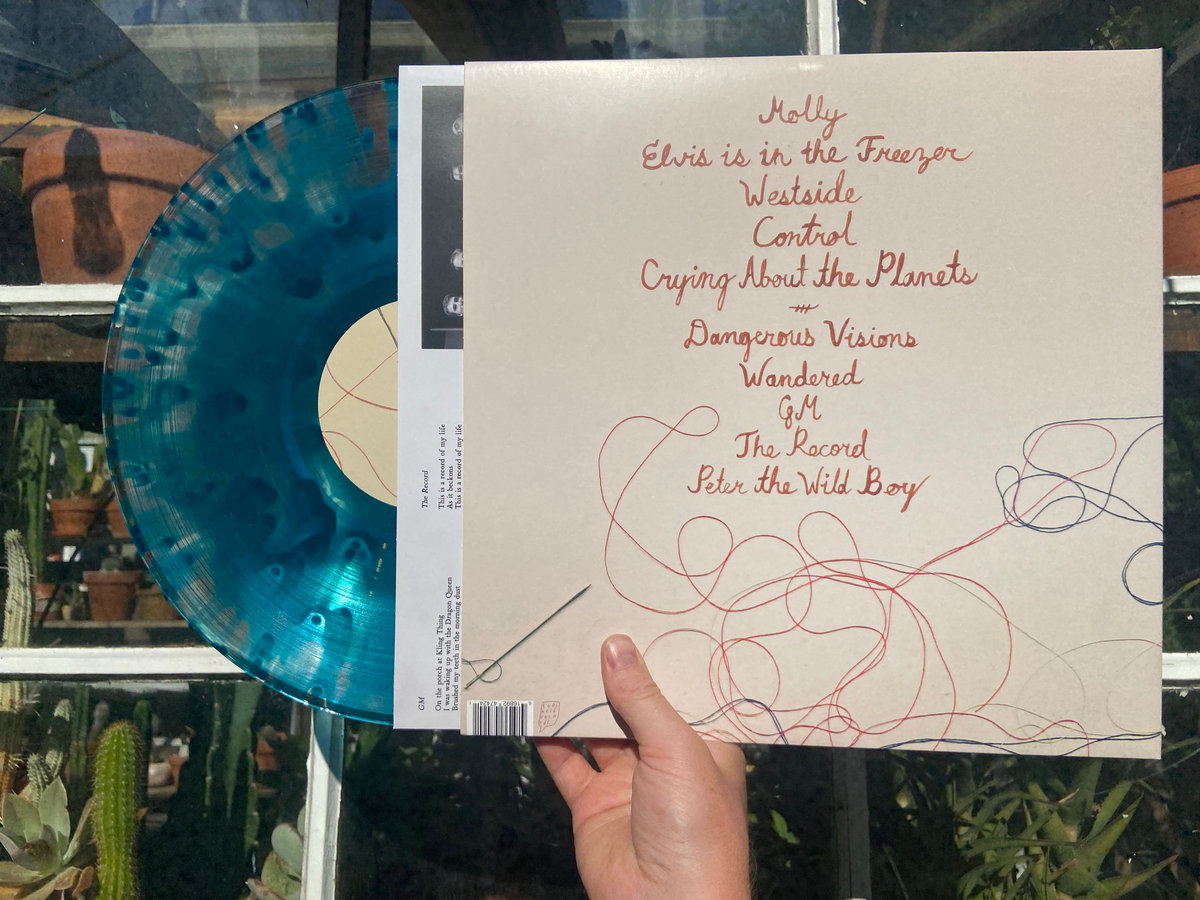 Molly
Elvis is in the Freezer
Westside
Control
Crying About the Planets
Dangerous Visions
Wandered
GM
The Record
Peter the Wild Boy
The Record
This is a record of my life
As it beckons
This is a record of my life
GM
On the porch at Kling Thing
I was waking up with the Dragon Queen
Brushed my teeth in the morning dust